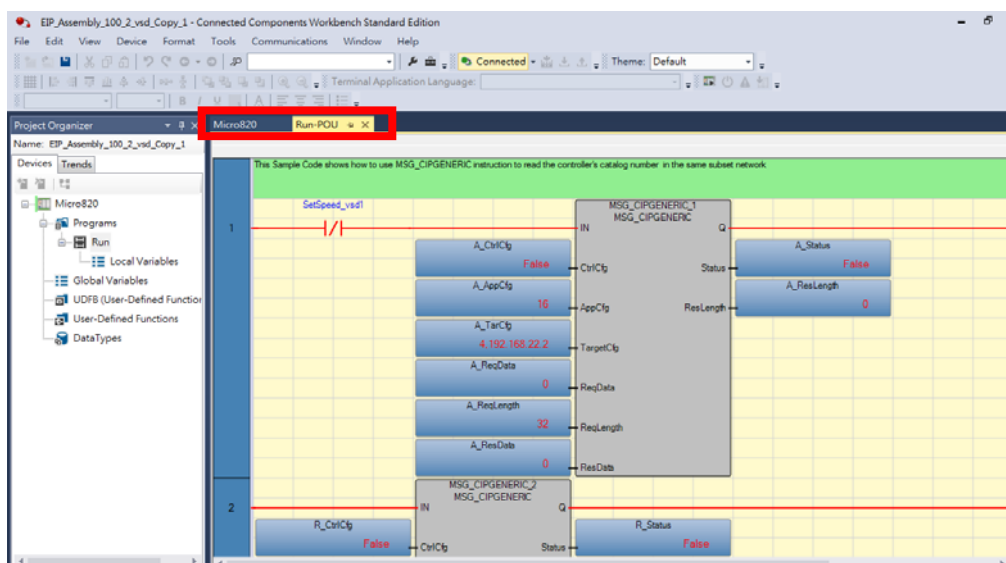 EIP_Assembly_100_2_vsd_Copy_1 - Connected Components Workbench Standard Edition
File Edit View Device Format Tools Communications Window Help
Connected
Theme: Default
Terminal Application Language:
Project Organizer
Micro820 Run-POU
Name: EIP_Assembly_100_2_vsd_Copy_1
Devices Trends
Micro820
Programs
Run
Local Variables
Global Variables
UDFB (User-Defined Function
User-Defined Functions
DataTypes
This Sample Code shows how to use MSG_CIPGENERIC instruction to read the controller's catalog number in the same subset network
1
SetSpeed_vsd1
MSG_CIPGENERIC_1
MSG_CIPGENERIC
IN Q
A_CtrlCfg
False
CtrlCfg
Status
A_Status
False
A_AppCfg
16
AppCfg
ResLength
A_ResLength
0
A_TarCfg
4,192,168.22.2
TargetCfg
A_ReqData
0
ReqData
A_ReqLength
32
ReqLength
A_ResData
0
ResData
2
MSG_CIPGENERIC_2
MSG_CIPGENERIC
IN Q
R_CtrlCfg
False
CtrlCfg
Status
R_Status
False